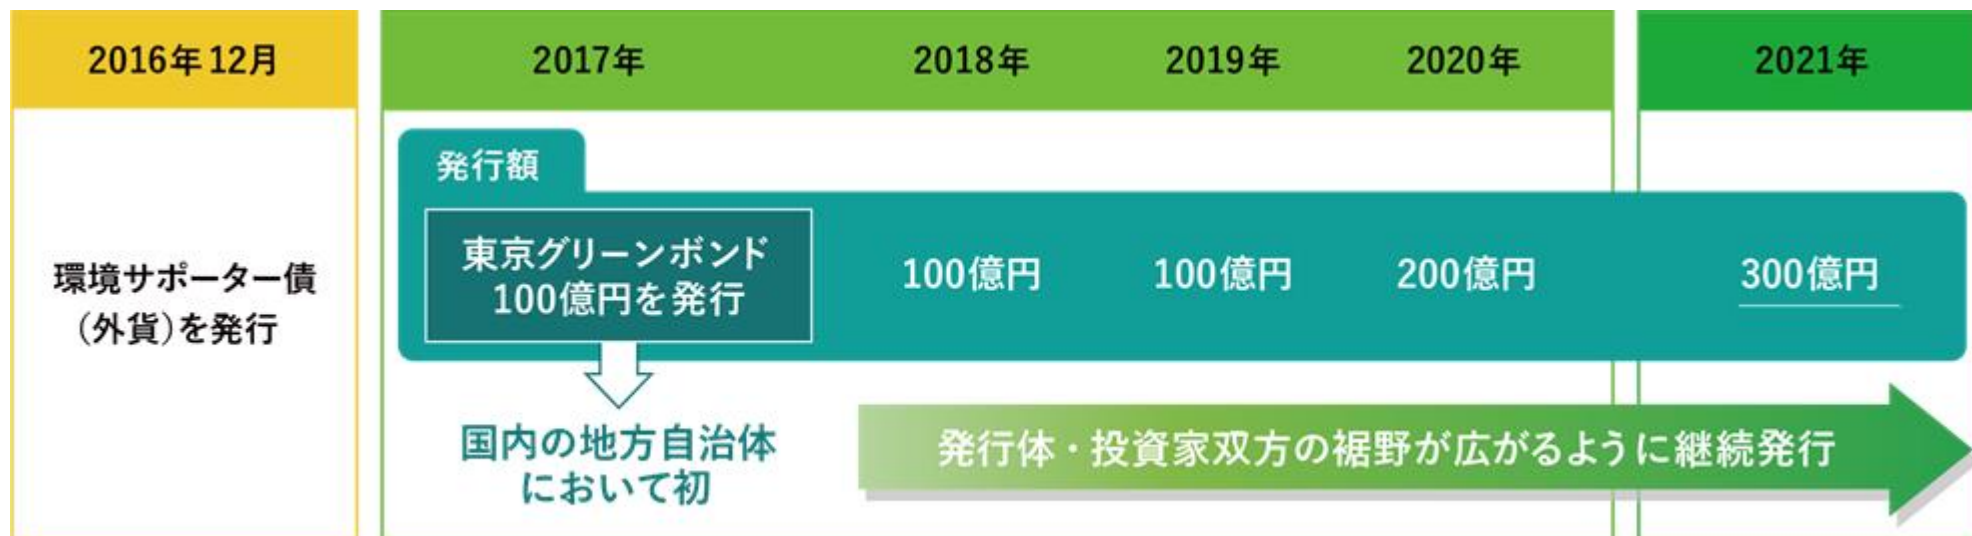 2016年12月
2017年
2018年
2019年
2020年
2021年
環境サポーター債
（外貨）を発行
発行額
東京グリーンボンド
100億円を発行
100億円
100億円
200億円
300億円
国内の地方自治体
において初
発行体・投資家双方の裾野が広がるように継続発行